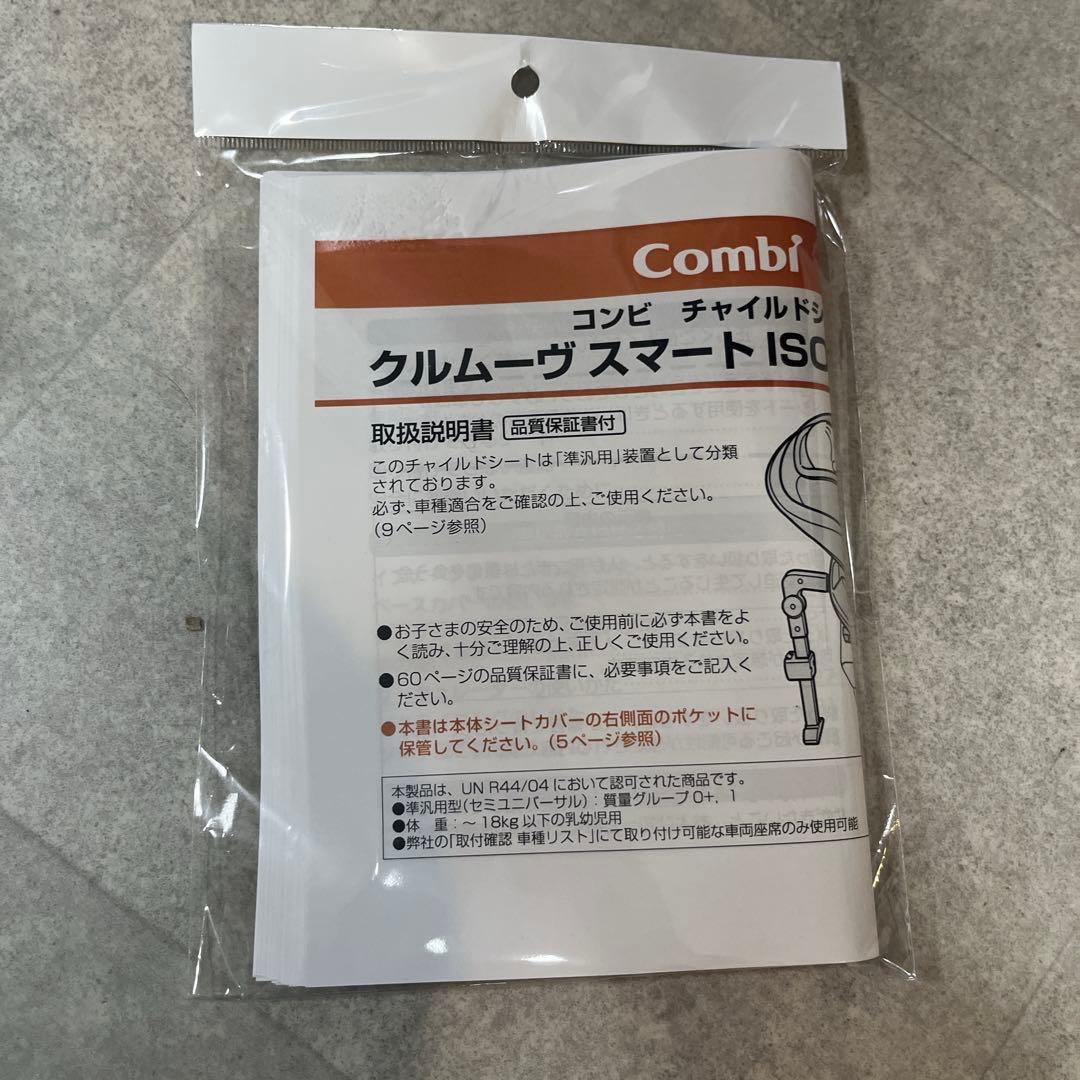 Combi
コンビ チャイルドシ
クルムーヴ スマート ISO
取扱説明書 品質保証書付
このチャイルドシートは「準汎用」装置として分類
されております。
必ず、車種適合をご確認の上、ご使用ください。
(9ページ参照)
●お子さまの安全のため、ご使用前に必ず本書をよ
く読み、十分ご理解の上、正しくご使用ください。
●60ページの品質保証書に、必要事項をご記入く
ださい。
●本書は本体シートカバーの右側面のポケットに
保管してください。(5ページ参照)
本製品は、UN R44/04 において認可された商品です。
●準汎用型(セミユニバーサル):質量グループ 0+, 1
●体 重:~ 18kg 以下の乳幼児用
●弊社の「取付確認 車種リスト」にて取り付け可能な車両座席のみ使用可能